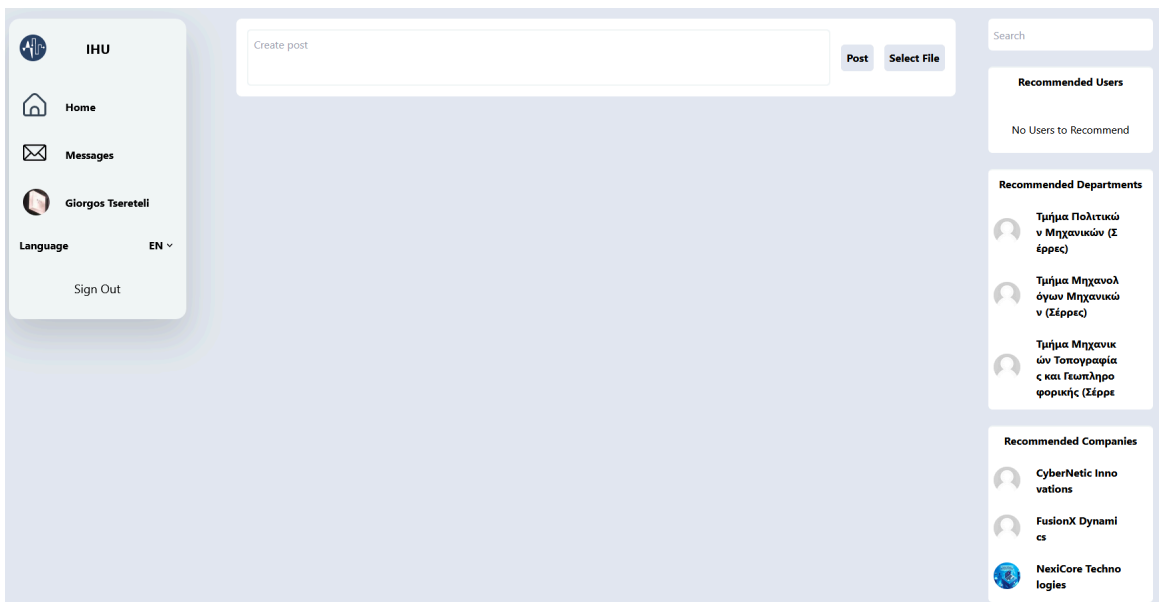 IHU
Home
Messages
Giorgos Tsereteli
Language
EN
Sign Out
Create post
Post
Select File
Search
Recommended Users
No Users to Recommend
Recommended Departments
Τμήμα Πολιτικώ
ν Μηχανικών (Σ
έρρες)
Τμήμα Μηχανολ
όγων Μηχανικώ
ν (Σέρρες)
Τμήμα Μηχανικ
ών Τοπογραφία
ς και Γεωπληρο
φορικής (Σέρρε
Recommended Companies
CyberNetic Inno
vations
FusionX Dynami
cs
NexiCore Techno
logies